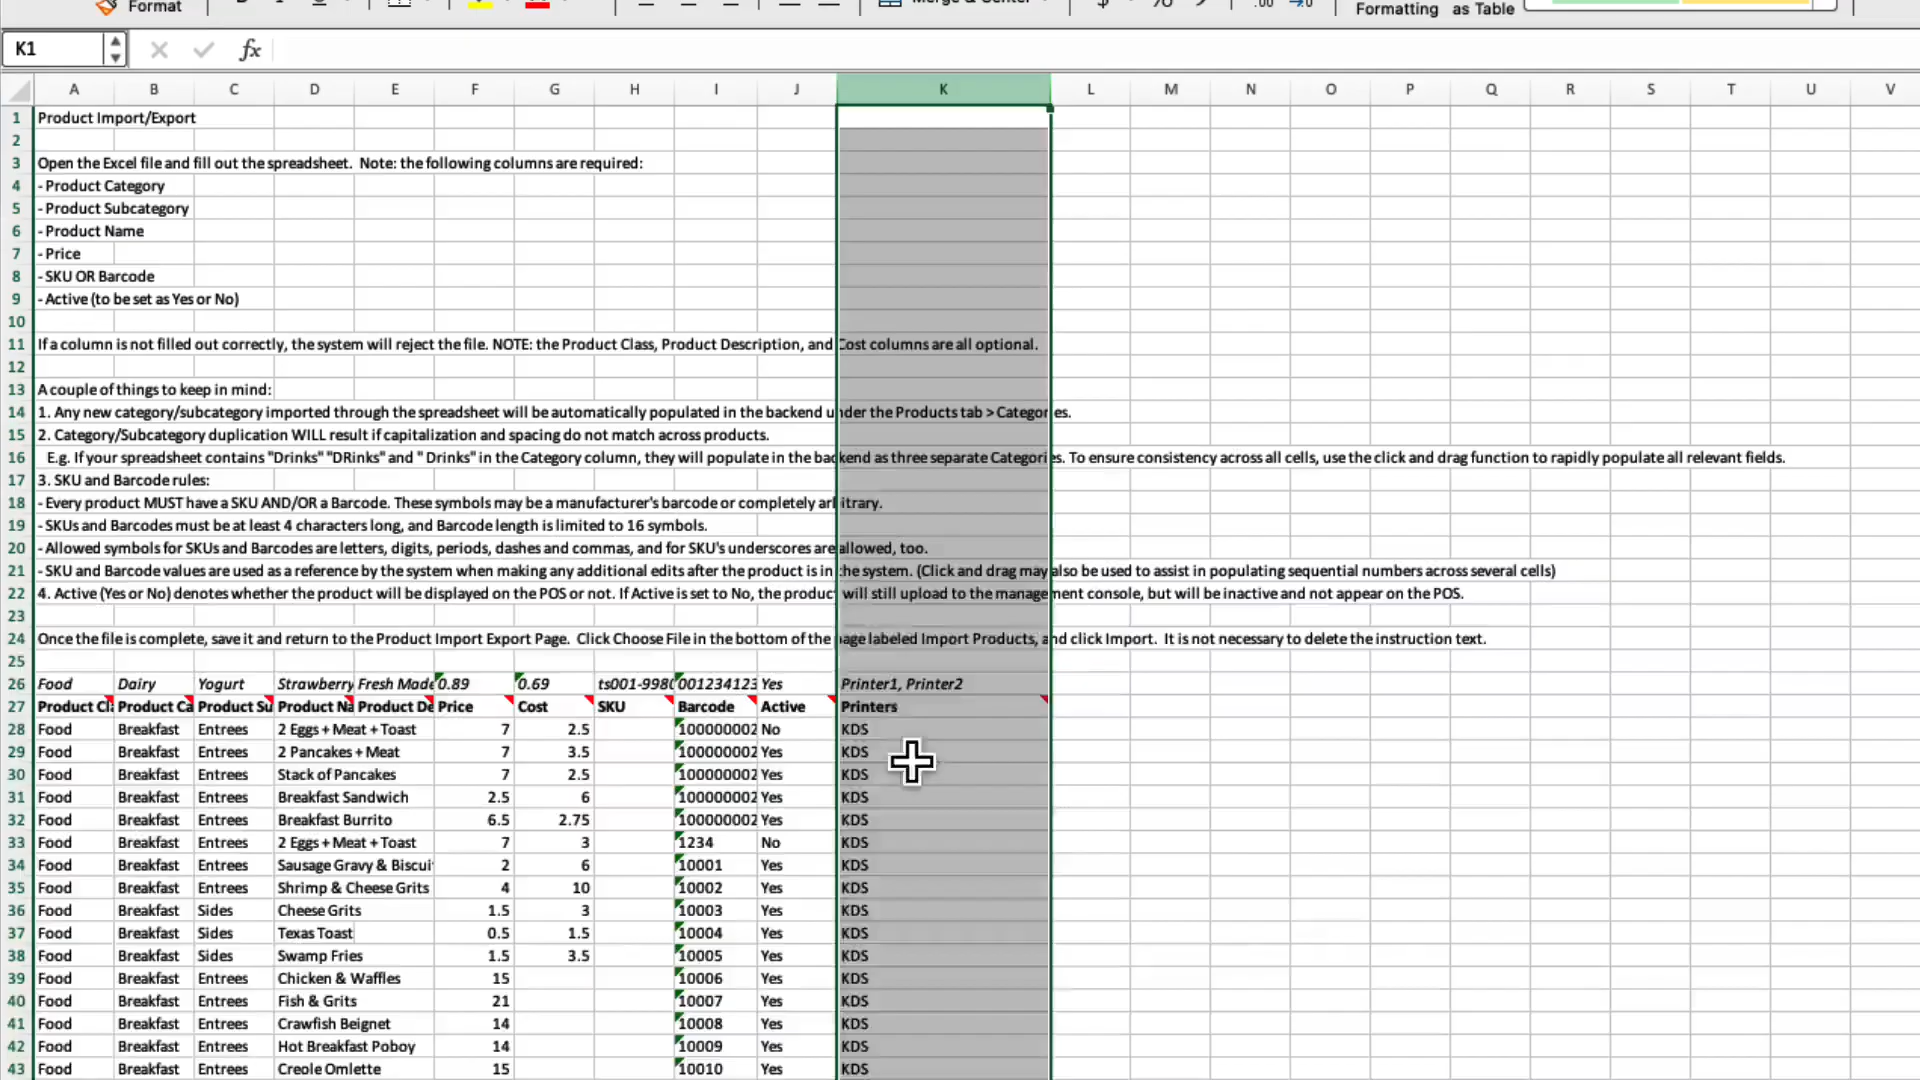 Format
Merge & Center
Formatting as Table
K1
fx
A B C D E F G H I J K L M N O P Q R S T U V
1 Product Import/Export
2
3 Open the Excel file and fill out the spreadsheet. Note: the following columns are required:
4 - Product Category
5 - Product Subcategory
6 - Product Name
7 - Price
8 - SKU OR Barcode
9 - Active (to be set as Yes or No)
10
11 If a column is not filled out correctly, the system will reject the file. NOTE: the Product Class, Product Description, and Cost columns are all optional.
12
13 A couple of things to keep in mind:
14 1. Any new category/subcategory imported through the spreadsheet will be automatically populated in the backend under the Products tab > Categories.
15 2. Category/Subcategory duplication WILL result if capitalization and spacing do not match across products.
16 E.g. If your spreadsheet contains "Drinks" "DRinks" and " Drinks" in the Category column, they will populate in the backend as three separate Categories. To ensure consistency across all cells, use the click and drag function to rapidly populate all relevant fields.
17 3. SKU and Barcode rules:
18 - Every product MUST have a SKU AND/OR a Barcode. These symbols may be a manufacturer's barcode or completely arbitrary.
19 - SKUs and Barcodes must be at least 4 characters long, and Barcode length is limited to 16 symbols.
20 - Allowed symbols for SKUs and Barcodes are letters, digits, periods, dashes and commas, and for SKU's underscores are allowed, too.
21 - SKU and Barcode values are used as a reference by the system when making any additional edits after the product is in the system. (Click and drag may also be used to assist in populating sequential numbers across several cells)
22 4. Active (Yes or No) denotes whether the product will be displayed on the POS or not. If Active is set to No, the product will still upload to the management console, but will be inactive and not appear on the POS.
23
24 Once the file is complete, save it and return to the Product Import Export Page. Click Choose File in the bottom of the page labeled Import Products, and click Import. It is not necessary to delete the instruction text.
25
26 Food Dairy Yogurt Strawberry Fresh Made 0.89 0.69 ts001-9980 001234123 Yes Printer1, Printer2
27 Product Cl Product Ca Product Su Product Na Product De Price Cost SKU Barcode Active Printers
28 Food Breakfast Entrees 2 Eggs + Meat + Toast 7 2.5 100000002 No KDS
29 Food Breakfast Entrees 2 Pancakes + Meat 7 3.5 100000002 Yes KDS
30 Food Breakfast Entrees Stack of Pancakes 7 2.5 100000002 Yes KDS
31 Food Breakfast Entrees Breakfast Sandwich 2.5 6 100000002 Yes KDS
32 Food Breakfast Entrees Breakfast Burrito 6.5 2.75 100000002 Yes KDS
33 Food Breakfast Entrees 2 Eggs + Meat + Toast 7 3 1234 No KDS
34 Food Breakfast Entrees Sausage Gravy & Biscui 2 6 10001 Yes KDS
35 Food Breakfast Entrees Shrimp & Cheese Grits 4 10 10002 Yes KDS
36 Food Breakfast Sides Cheese Grits 1.5 3 10003 Yes KDS
37 Food Breakfast Sides Texas Toast 0.5 1.5 10004 Yes KDS
38 Food Breakfast Sides Swamp Fries 1.5 3.5 10005 Yes KDS
39 Food Breakfast Entrees Chicken & Waffles 15 10006 Yes KDS
40 Food Breakfast Entrees Fish & Grits 21 10007 Yes KDS
41 Food Breakfast Entrees Crawfish Beignet 14 10008 Yes KDS
42 Food Breakfast Entrees Hot Breakfast Poboy 14 10009 Yes KDS
43 Food Breakfast Entrees Creole Omlette 15 10010 Yes KDS